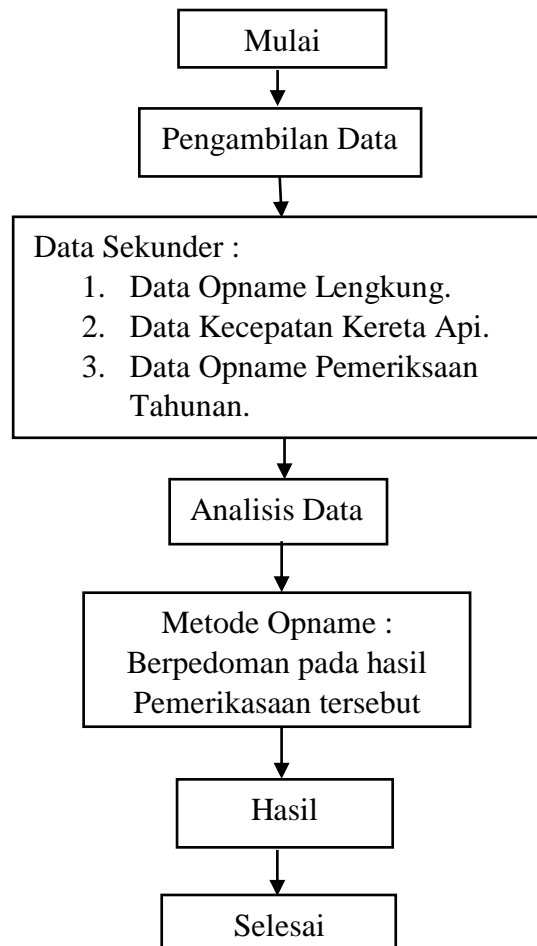 Mulai
Pengambilan Data
Data Sekunder :
1. Data Opname Lengkung.
2. Data Kecepatan Kereta Api.
3. Data Opname Pemeriksaan
Tahunan.
Analisis Data
Metode Opname :
Berpedoman pada hasil
Pemerikasaan tersebut
Hasil
Selesai